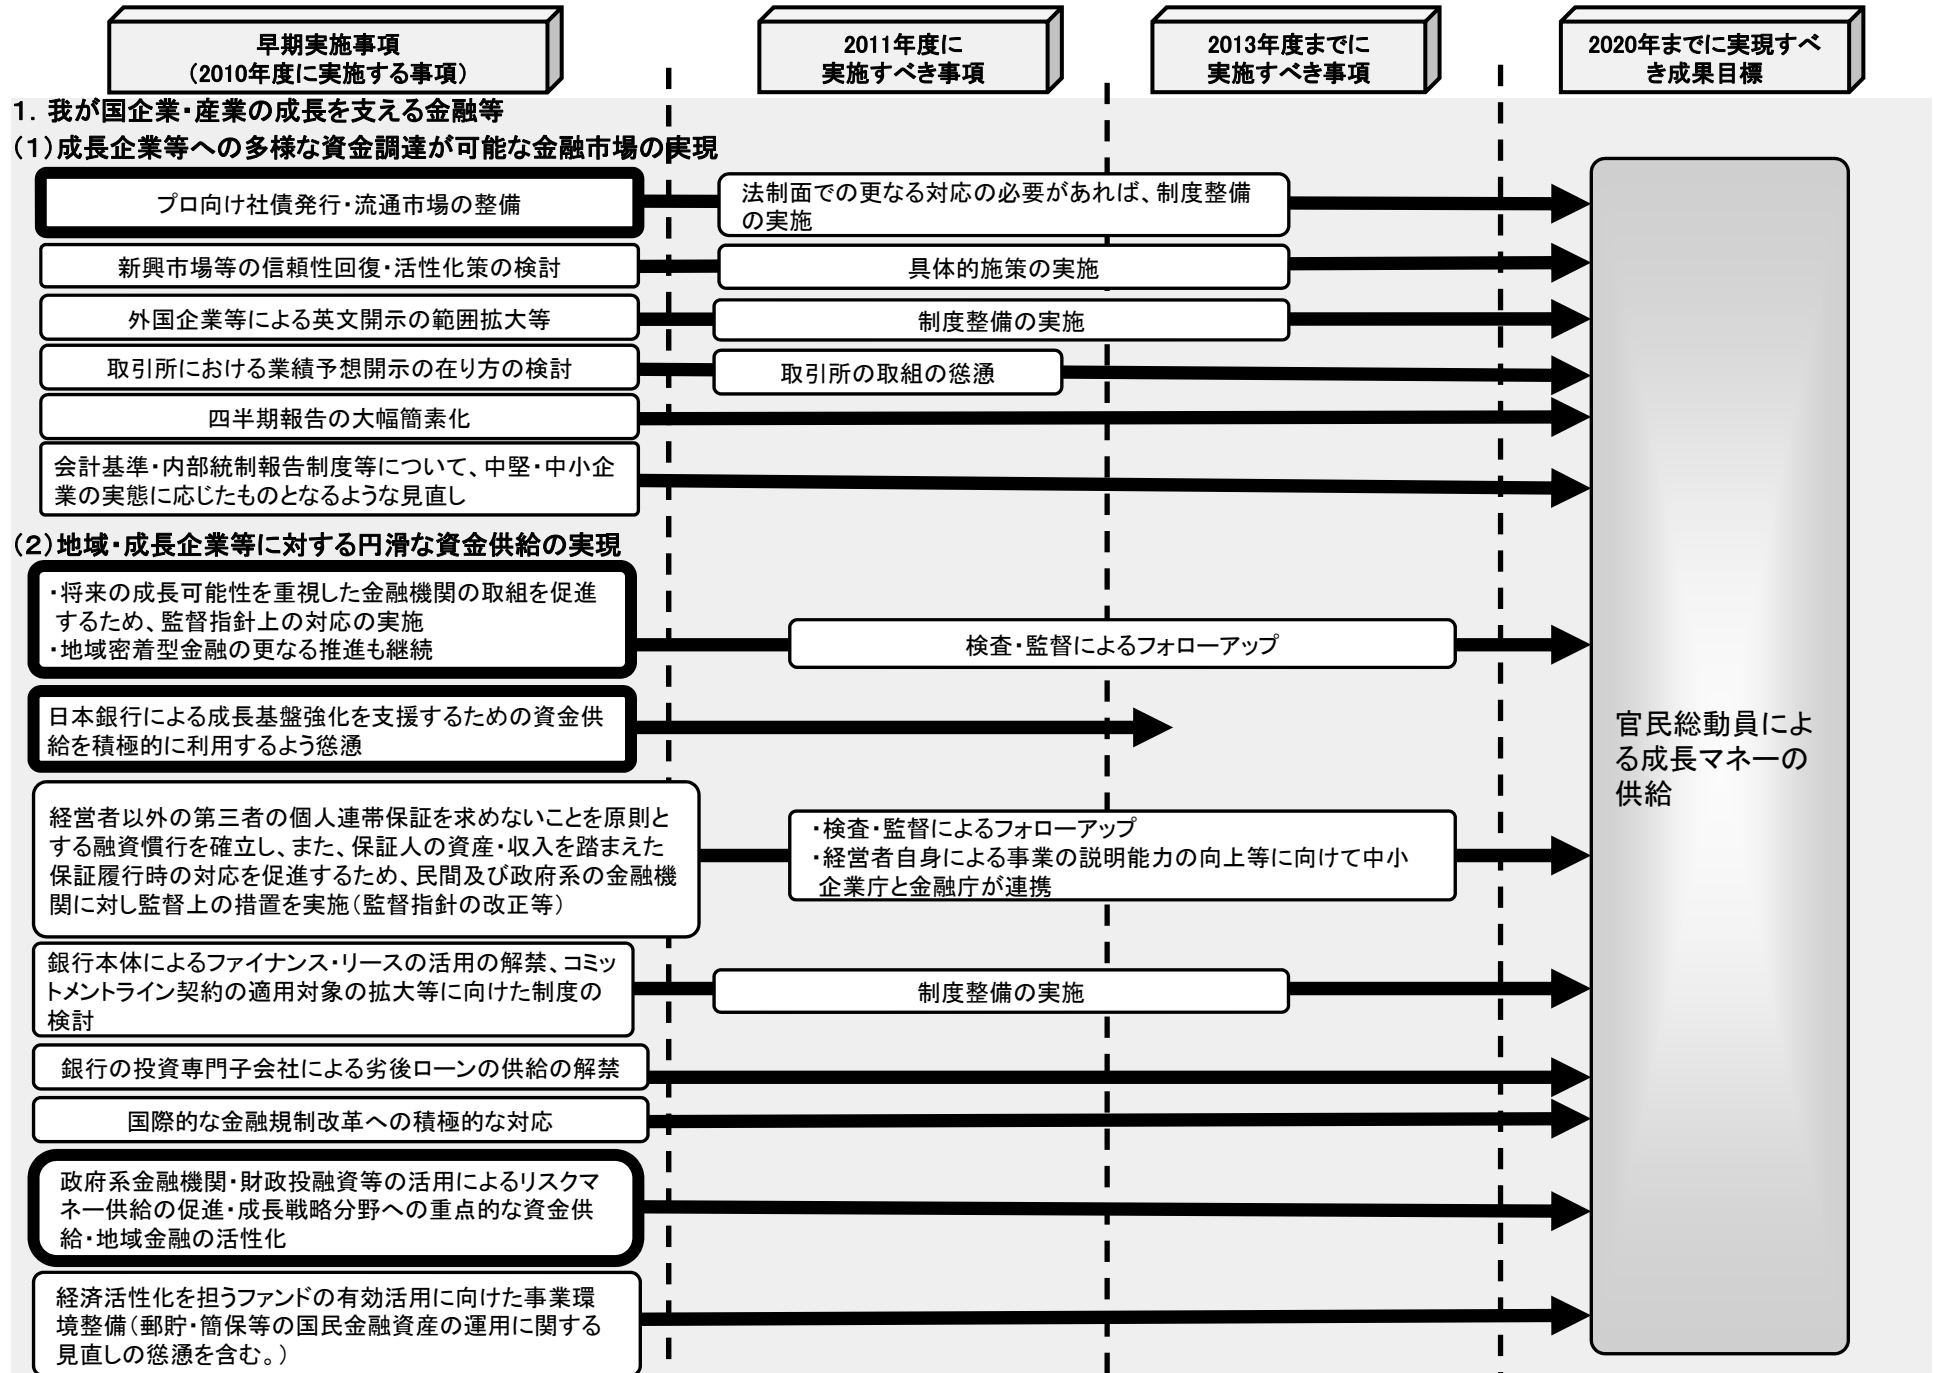 早期実施事項
（2010年度に実施する事項）
2011年度に
実施すべき事項
2013年度までに
実施すべき事項
2020年までに実現すべ
き成果目標
１．我が国企業・産業の成長を支える金融等
（１）成長企業等への多様な資金調達が可能な金融市場の実現
プロ向け社債発行・流通市場の整備
法制面での更なる対応の必要があれば、制度整備
の実施
新興市場等の信頼性回復・活性化策の検討
具体的施策の実施
外国企業等による英文開示の範囲拡大等
制度整備の実施
取引所における業績予想開示の在り方の検討
取引所の取組の慫慂
四半期報告の大幅簡素化
会計基準・内部統制報告制度等について、中堅・中小企
業の実態に応じたものとなるような見直し
（２）地域・成長企業等に対する円滑な資金供給の実現
・将来の成長可能性を重視した金融機関の取組を促進
するため、監督指針上の対応の実施
・地域密着型金融の更なる推進も継続
検査・監督によるフォローアップ
日本銀行による成長基盤強化を支援するための資金供
給を積極的に利用するよう慫慂
経営者以外の第三者の個人連帯保証を求めないことを原則と
する融資慣行を確立し、また、保証人の資産・収入を踏まえた
保証履行時の対応を促進するため、民間及び政府系の金融機
関に対し監督上の措置を実施（監督指針の改正等）
・検査・監督によるフォローアップ
・経営者自身による事業の説明能力の向上等に向けて中小
企業庁と金融庁が連携
銀行本体によるファイナンス・リースの活用の解禁、コミッ
トメントライン契約の適用対象の拡大等に向けた制度の
検討
制度整備の実施
銀行の投資専門子会社による劣後ローンの供給の解禁
国際的な金融規制改革への積極的な対応
政府系金融機関・財政投融資等の活用によるリスクマ
ネー供給の促進・成長戦略分野への重点的な資金供
給・地域金融の活性化
経済活性化を担うファンドの有効活用に向けた事業環
境整備（郵貯・簡保等の国民金融資産の運用に関する
見直しの慫慂を含む。）
官民総動員によ
る成長マネーの
供給